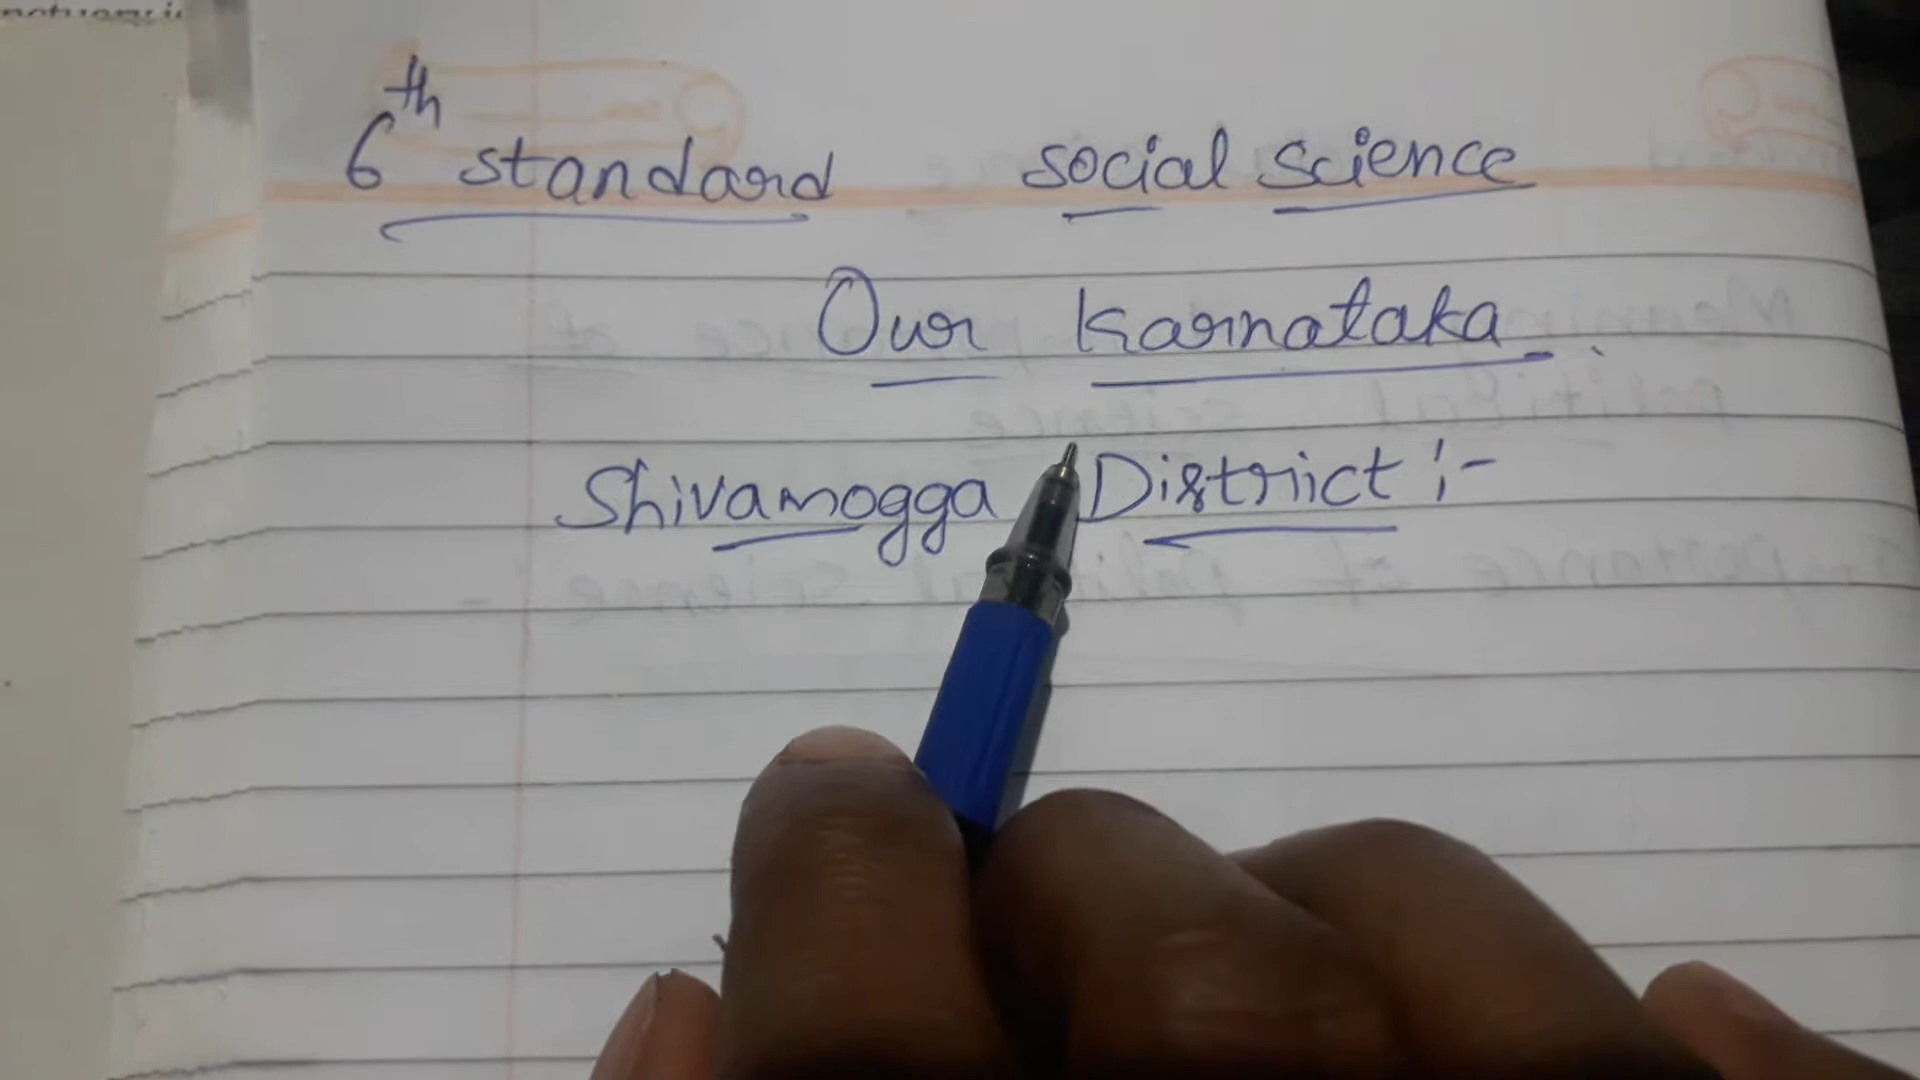 6th standard social science
Our Karnataka
Shivamogga District :-